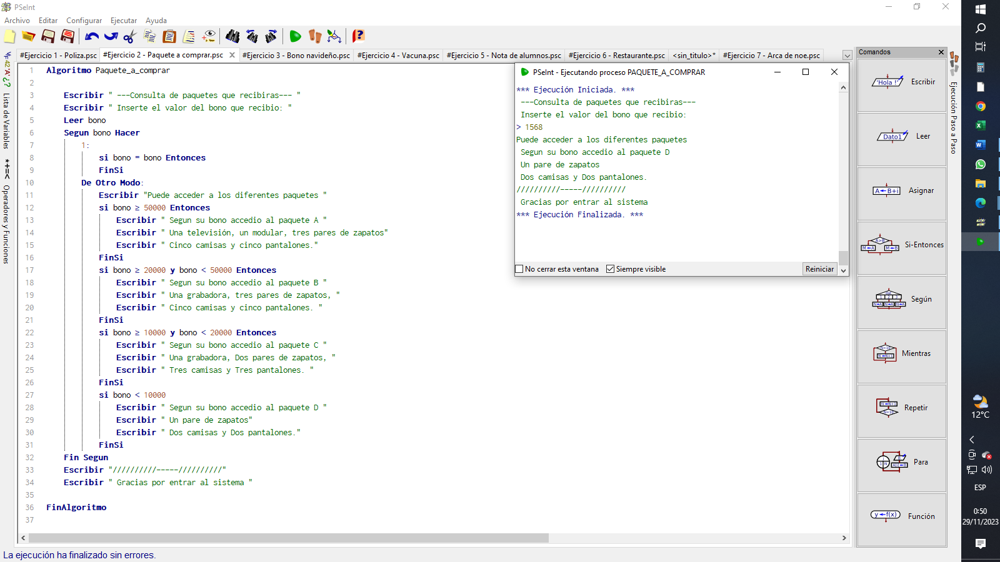 PSeInt
Archivo Editar Configurar Ejecutar Ayuda
#Ejercicio 1 - Poliza.psc #Ejercicio 2 - Paquete a comprar.psc #Ejercicio 3 - Bono navideño.psc #Ejercicio 4 - Vacuna.psc #Ejercicio 5 - Nota de alumnos.psc #Ejercicio 6 - Restaurante.psc <sin_titulo>* #Ejercicio 7 - Arca de noe.psc
Lista de Variables
*+=< Operadores y Funciones
1 Algoritmo Paquete_a_comprar
2
3 Escribir " ---Consulta de paquetes que recibiras--- "
4 Escribir " Inserte el valor del bono que recibio: "
5 Leer bono
6 Segun bono Hacer
7 1:
8 si bono = bono Entonces
9 FinSi
10 De Otro Modo:
11 Escribir "Puede acceder a los diferentes paquetes "
12 si bono ≥ 50000 Entonces
13 Escribir " Segun su bono accedio al paquete A "
14 Escribir " Una televisión, un modular, tres pares de zapatos"
15 Escribir " Cinco camisas y cinco pantalones."
16 FinSi
17 si bono ≥ 20000 y bono < 50000 Entonces
18 Escribir " Segun su bono accedio al paquete B "
19 Escribir " Una grabadora, tres pares de zapatos, "
20 Escribir " Cinco camisas y cinco pantalones. "
21 FinSi
22 si bono ≥ 10000 y bono < 20000 Entonces
23 Escribir " Segun su bono accedio al paquete C "
24 Escribir " Una grabadora, Dos pares de zapatos, "
25 Escribir " Tres camisas y Tres pantalones. "
26 FinSi
27 si bono < 10000
28 Escribir " Segun su bono accedio al paquete D "
29 Escribir " Un pare de zapatos"
30 Escribir " Dos camisas y Dos pantalones."
31 FinSi
32 Fin Segun
33 Escribir "//////////-----//////////"
34 Escribir " Gracias por entrar al sistema "
35
36 FinAlgoritmo
37
PSeInt - Ejecutando proceso PAQUETE_A_COMPRAR
*** Ejecución Iniciada. ***
---Consulta de paquetes que recibiras---
Inserte el valor del bono que recibio:
> 1568
Puede acceder a los diferentes paquetes
Segun su bono accedio al paquete D
Un pare de zapatos
Dos camisas y Dos pantalones.
//////////-----//////////
Gracias por entrar al sistema
*** Ejecución Finalizada. ***
No cerrar esta ventana Siempre visible Reiniciar
Comandos
'Hola !' Escribir
Dato1 Leer
A←B+i Asignar
A>B M←A M←B Si-Entonces
Según
Mientras
Repetir
Para
y←f(x) Función
Ejecución Paso a Paso
12°C
ESP
0:50
29/11/2023
La ejecución ha finalizado sin errores.